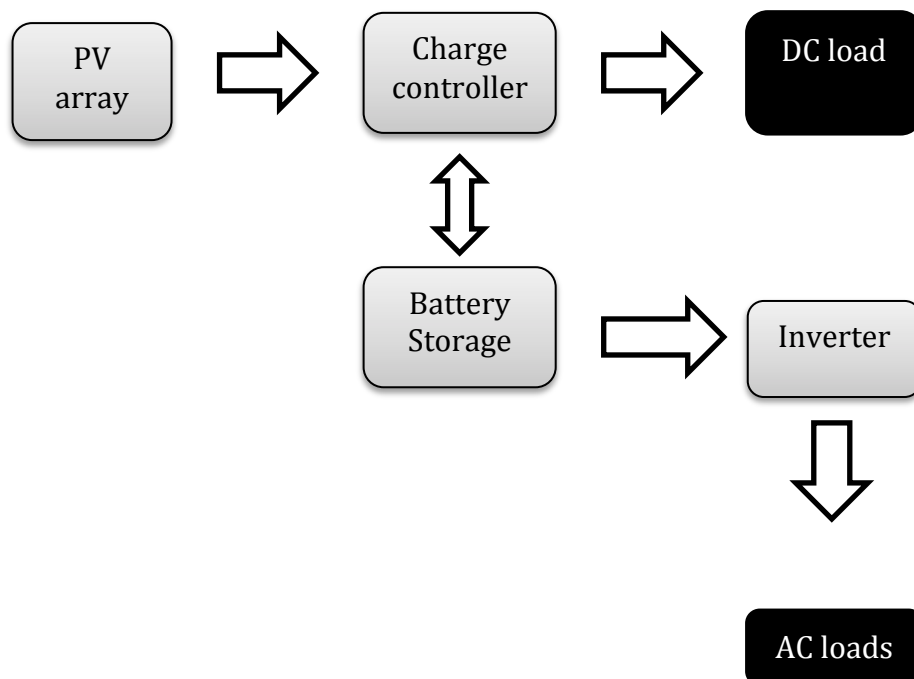 PV
array
Charge
controller
DC load
Battery
Storage
Inverter
AC loads